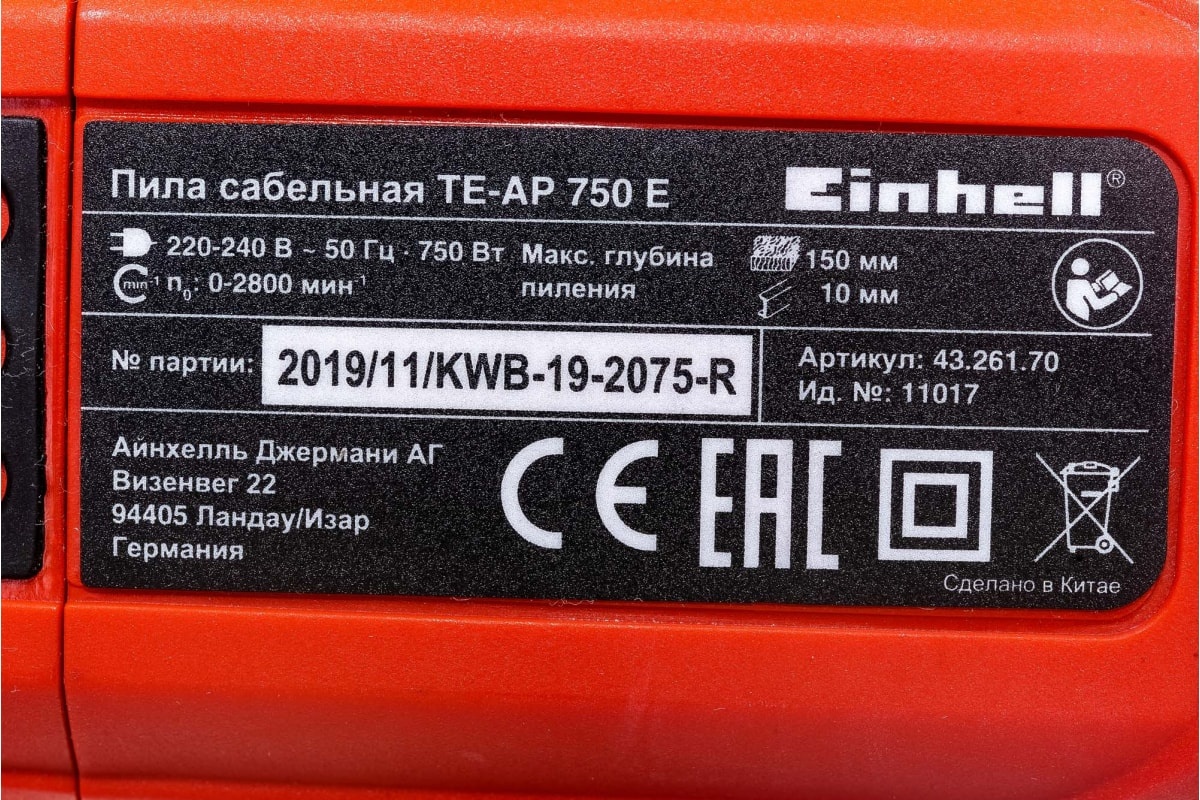 Пила сабельная TE-AP 750 E
Einhell®
220-240 В ~ 50 Гц · 750 Вт
min⁻¹ n₀: 0-2800 мин⁻¹
Макс. глубина
пиления
150 мм
10 мм
№ партии: 2019/11/KWB-19-2075-R
Артикул: 43.261.70
Ид. №: 11017
Айнхелль Джермани АГ
Визенвег 22
94405 Ландау/Изар
Германия
CE EAC
Сделано в Китае